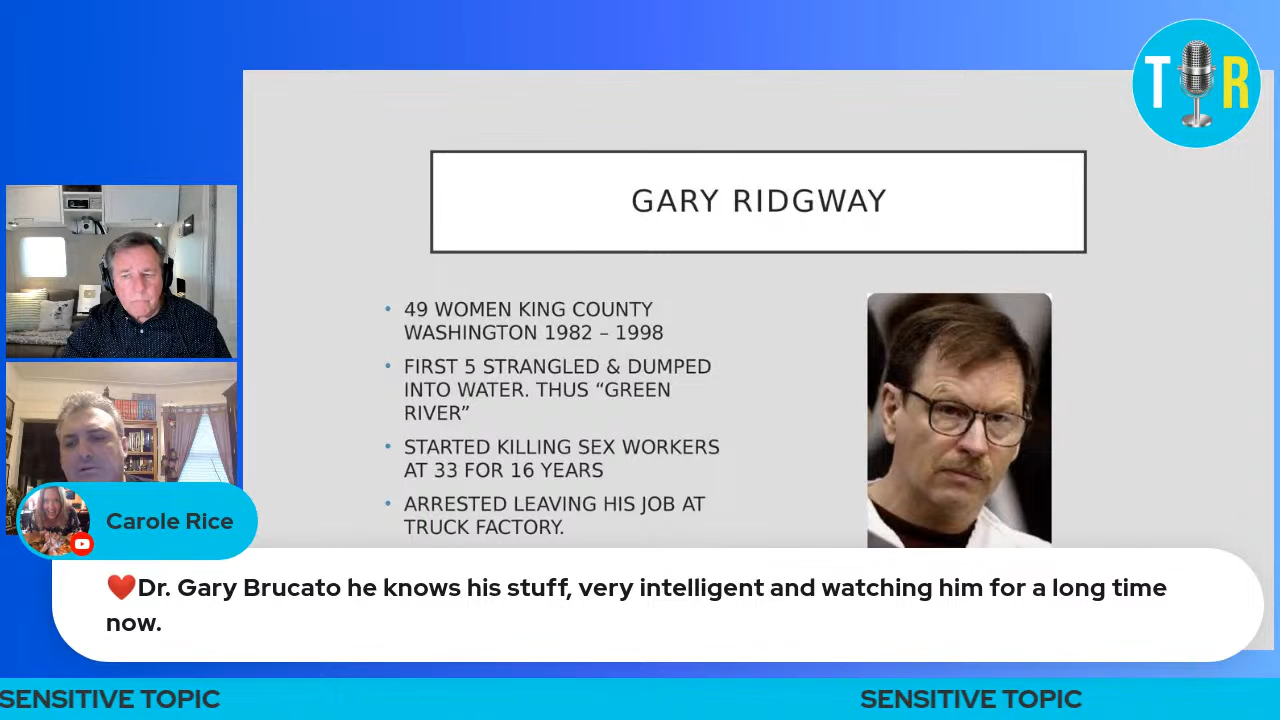 T R
GARY RIDGWAY
• 49 WOMEN KING COUNTY
WASHINGTON 1982 – 1998
• FIRST 5 STRANGLED & DUMPED
INTO WATER. THUS “GREEN
RIVER”
• STARTED KILLING SEX WORKERS
AT 33 FOR 16 YEARS
• ARRESTED LEAVING HIS JOB AT
TRUCK FACTORY.
Carole Rice
❤️Dr. Gary Brucato he knows his stuff, very intelligent and watching him for a long time
now.
SENSITIVE TOPIC SENSITIVE TOPIC